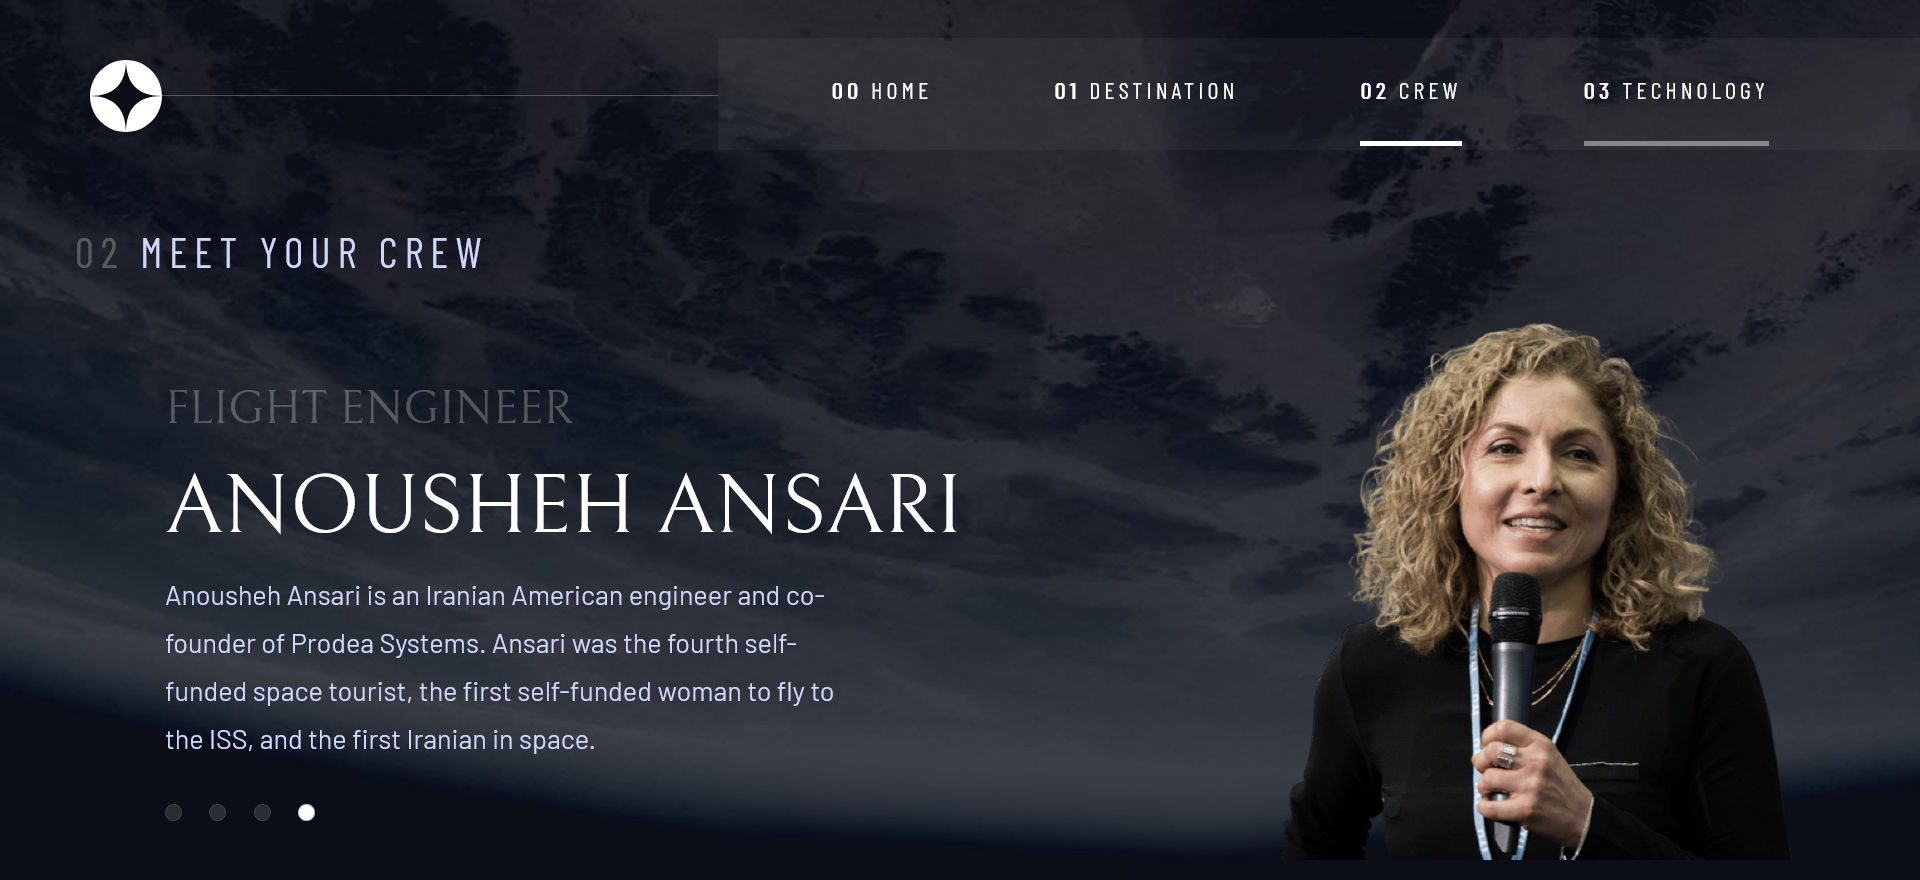 00 HOME
01 DESTINATION
02 CREW
03 TECHNOLOGY
02 MEET YOUR CREW
FLIGHT ENGINEER
ANOUSHEH ANSARI
Anousheh Ansari is an Iranian American engineer and co-
founder of Prodea Systems. Ansari was the fourth self-
funded space tourist, the first self-funded woman to fly to
the ISS, and the first Iranian in space.